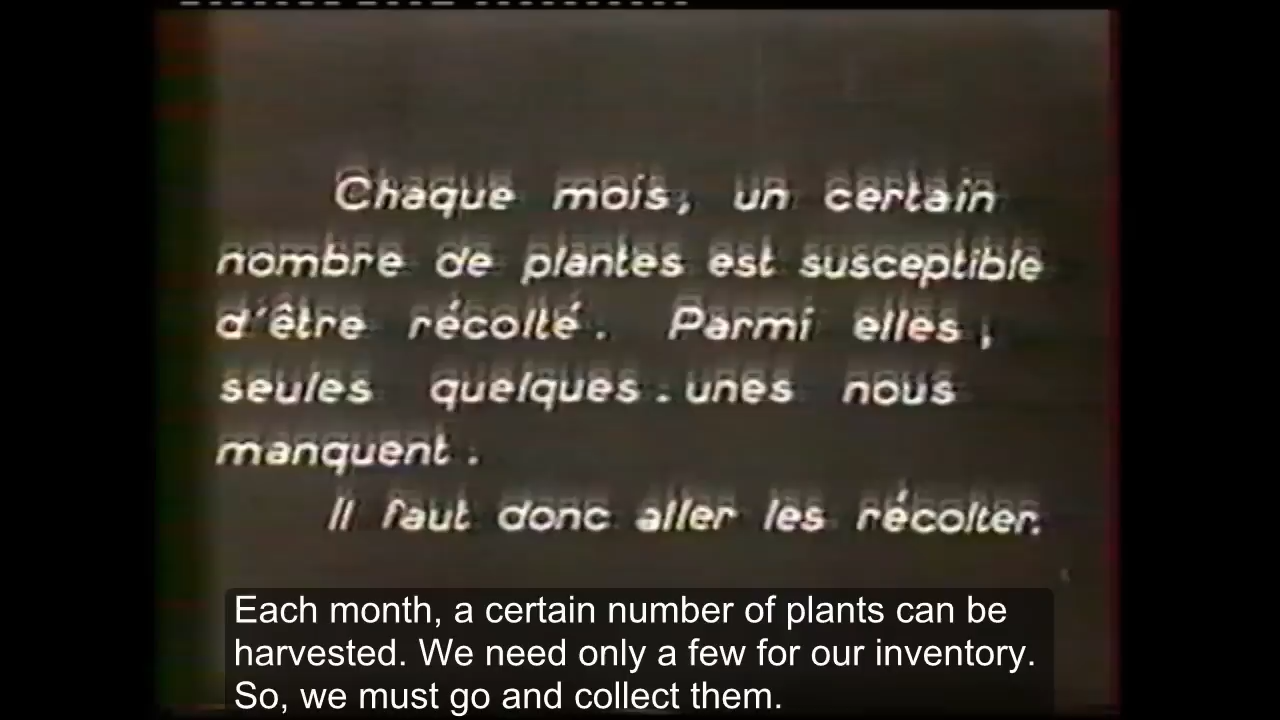 Chaque mois, un certain
nombre de plantes est susceptible
d'être récolté. Parmi elles,
seules quelques-unes nous
manquent.
Il faut donc aller les récolter.
Each month, a certain number of plants can be
harvested. We need only a few for our inventory.
So, we must go and collect them.